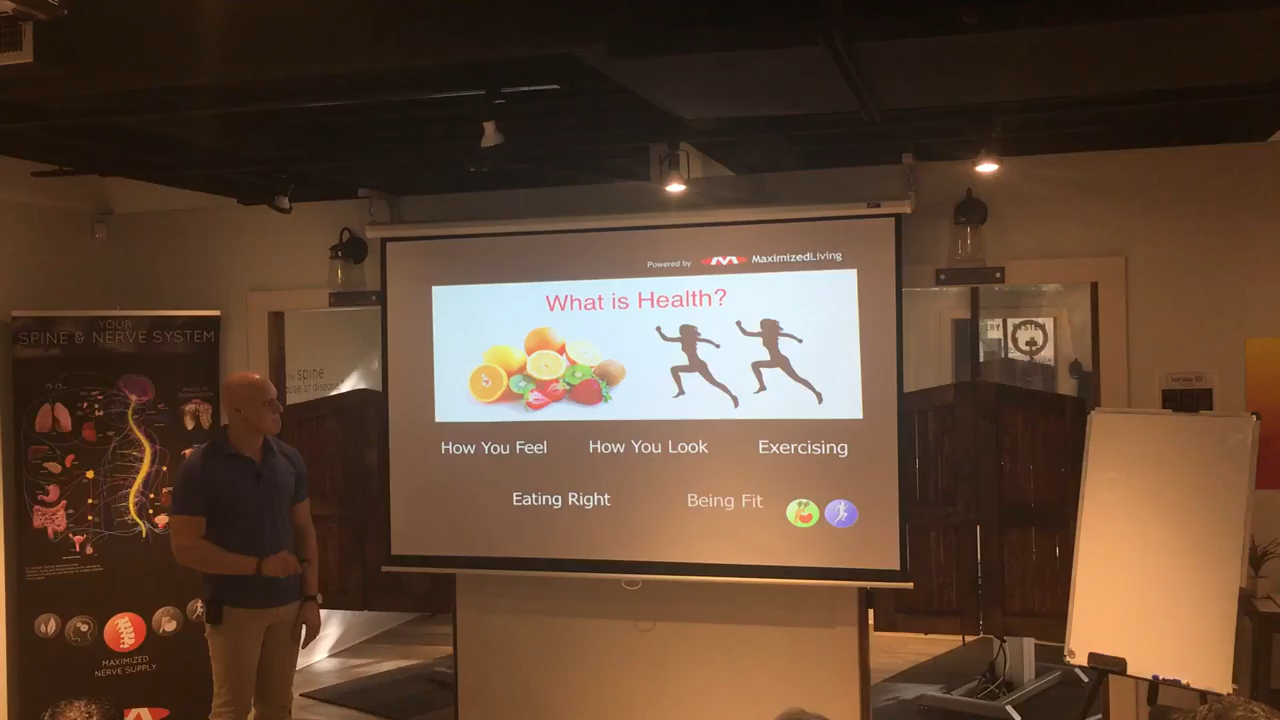 Powered by MaximizedLiving
What is Health?
How You Feel How You Look Exercising
Eating Right Being Fit
YOUR
SPINE & NERVE SYSTEM
MAXIMIZED
NERVE SUPPLY
spine